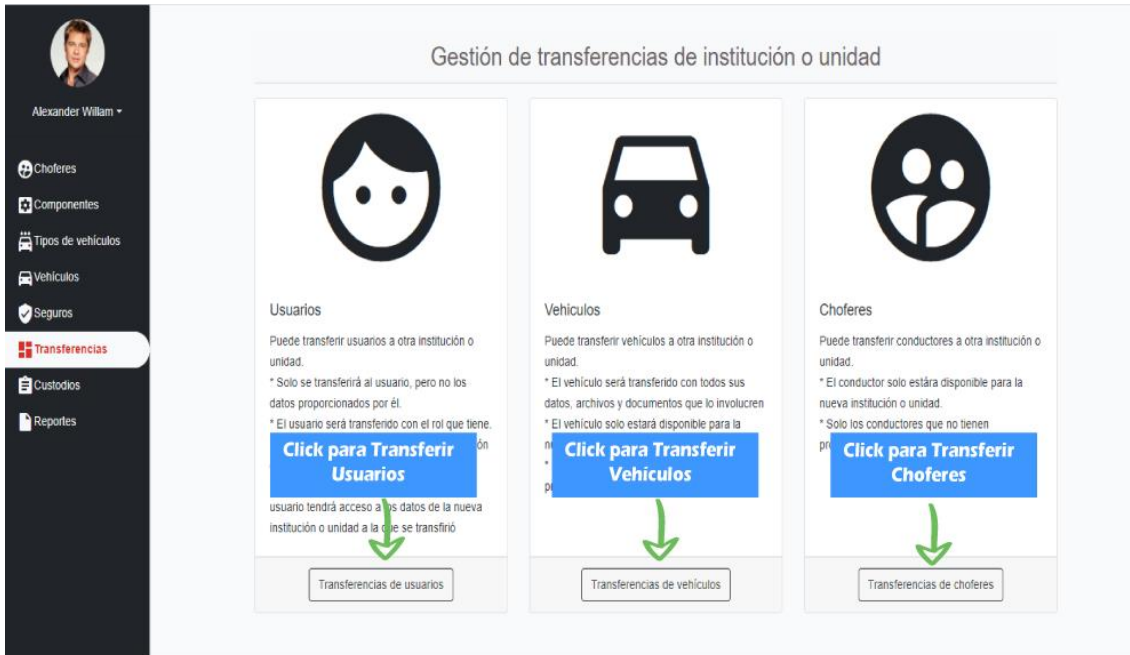 Alexander Willam
Choferes
Componentes
Tipos de vehículos
Vehículos
Seguros
Transferencias
Custodios
Reportes
Gestión de transferencias de institución o unidad
Usuarios
Puede transferir usuarios a otra institución o
unidad.
* Solo se transferirá al usuario, pero no los
datos proporcionados por él.
* El usuario será transferido con el rol que tiene.
Click para Transferir
Usuarios
usuario tendrá acceso a los datos de la nueva
institución o unidad a la que se transfirió
Transferencias de usuarios
Vehiculos
Puede transferir vehículos a otra institución o
unidad.
* El vehículo será transferido con todos sus
datos, archivos y documentos que lo involucren
* El vehículo solo estará disponible para la
Click para Transferir
Vehículos
Transferencias de vehículos
Choferes
Puede transferir conductores a otra institución o
unidad.
* El conductor solo estára disponible para la
nueva institución o unidad.
* Solo los conductores que no tienen
Click para Transferir
Choferes
Transferencias de choferes